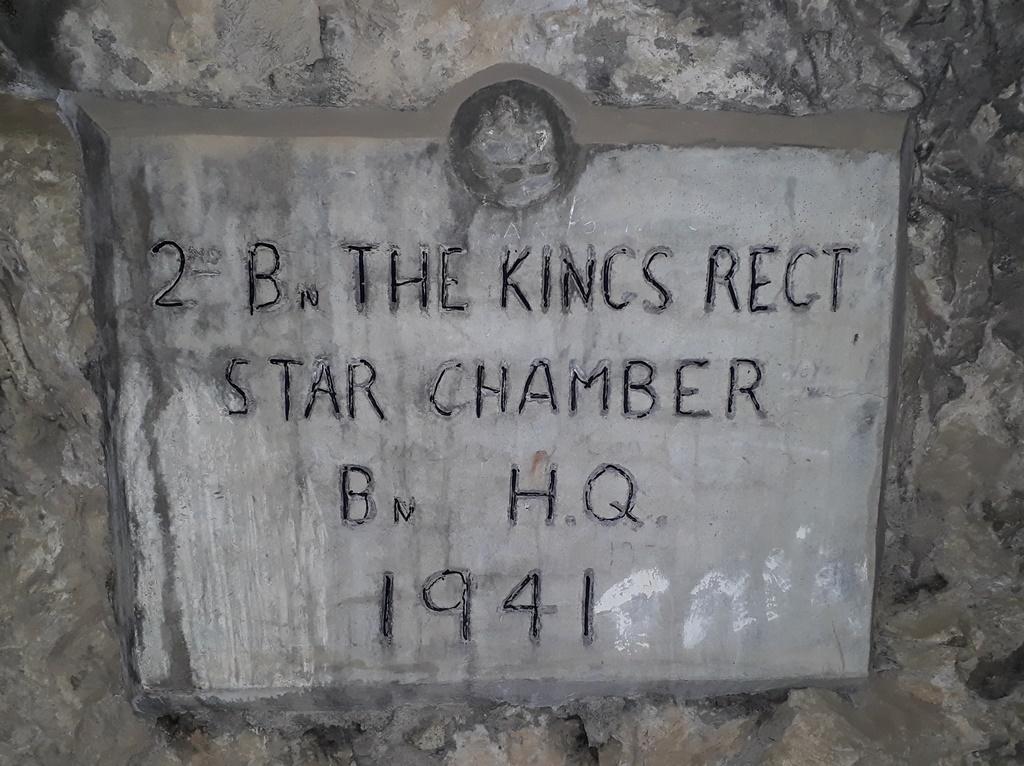 2ND BN THE KINGS REGT
STAR CHAMBER
BN H.Q.
1941